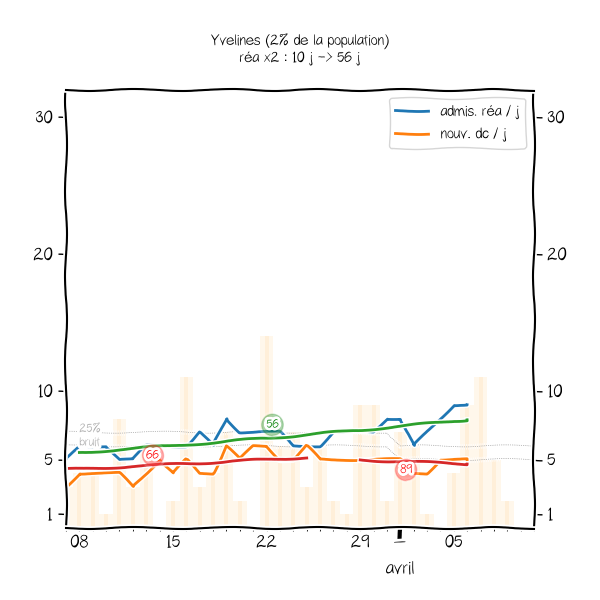 Yvelines (2% de la population)
réa x2 : 10 j -> 56 j
admis. réa / j
nouv. dc / j
30
30
20
20
10
10
5
5
1
1
25%
bruit
56
66
89
08 15 22 29 1 05
avril